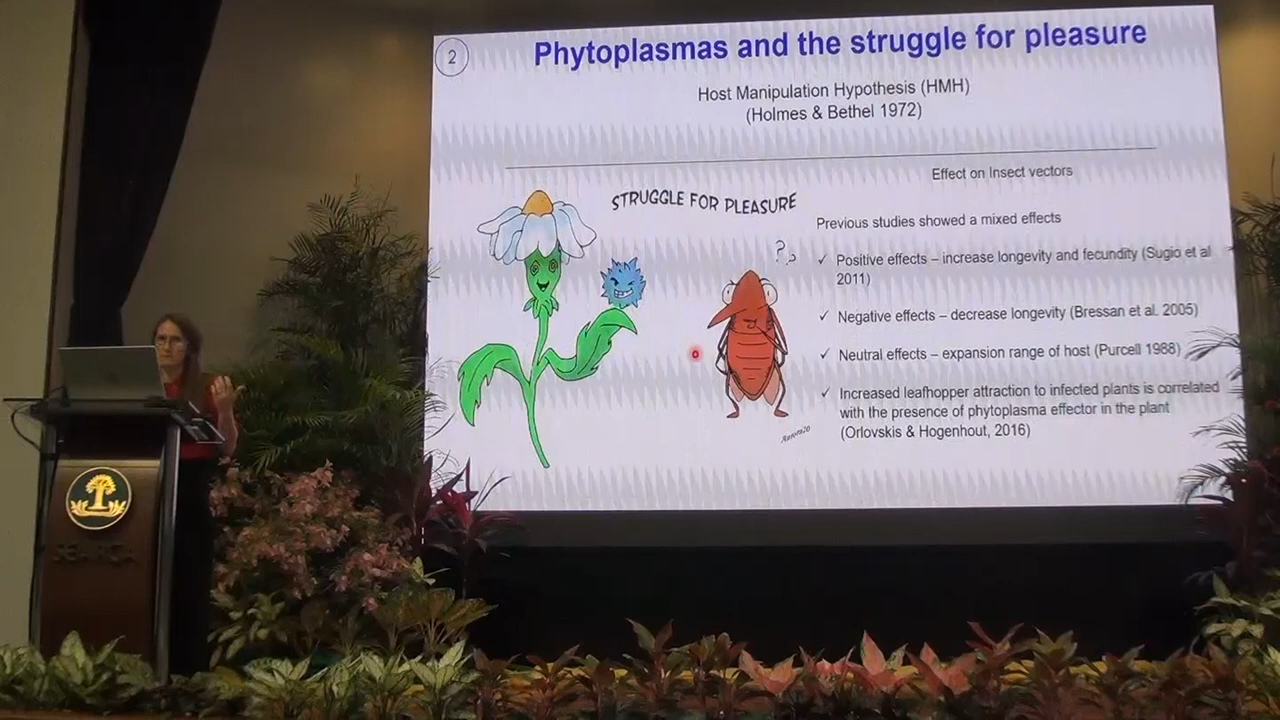 2
Phytoplasmas and the struggle for pleasure
Host Manipulation Hypothesis (HMH)
(Holmes & Bethel 1972)
Effect on Insect vectors
STRUGGLE FOR PLEASURE
Previous studies showed a mixed effects
??
✓ Positive effects – increase longevity and fecundity (Sugio et al
2011)
✓ Negative effects – decrease longevity (Bressan et al. 2005)
✓ Neutral effects – expansion range of host (Purcell 1988)
✓ Increased leafhopper attraction to infected plants is correlated
with the presence of phytoplasma effector in the plant
(Orlovskis & Hogenhout, 2016)
SEARCA